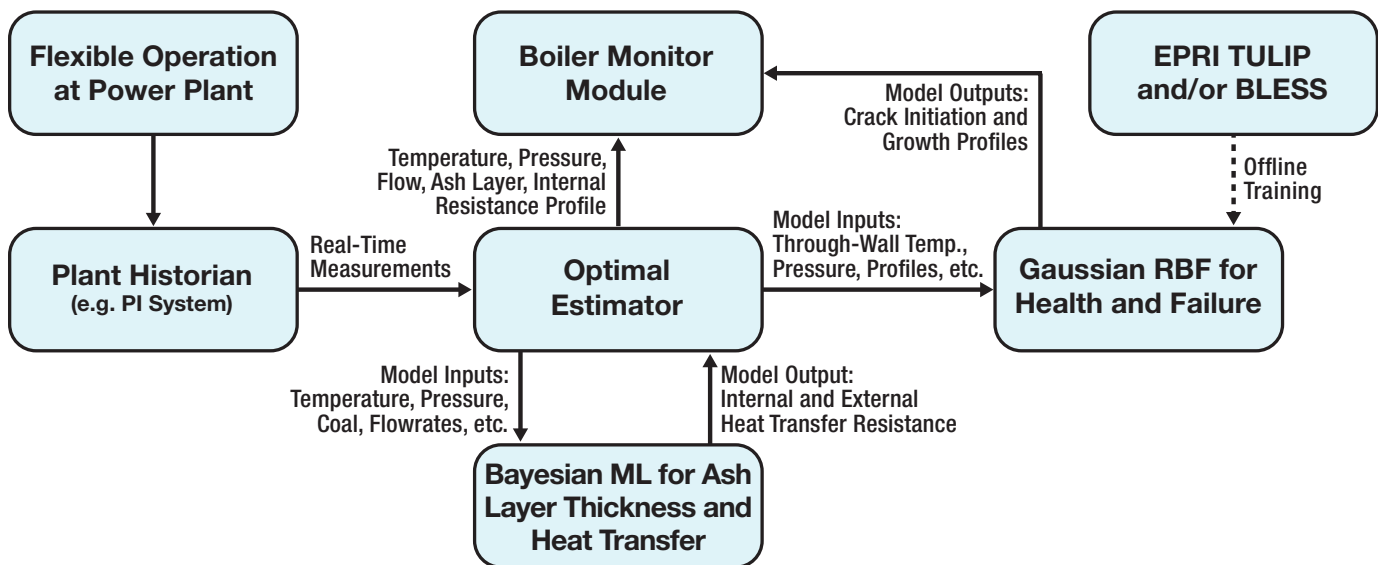 Flexible Operation
at Power Plant
Boiler Monitor
Module
EPRI TULIP
and/or BLESS
Model Outputs:
Crack Initiation and
Growth Profiles
Temperature, Pressure,
Flow, Ash Layer, Internal
Resistance Profile
Offline
Training
Plant Historian
(e.g. PI System)
Real-Time
Measurements
Optimal
Estimator
Model Inputs:
Through-Wall Temp.,
Pressure, Profiles, etc.
Gaussian RBF for
Health and Failure
Model Inputs:
Temperature, Pressure,
Coal, Flowrates, etc.
Model Output:
Internal and External
Heat Transfer Resistance
Bayesian ML for Ash
Layer Thickness and
Heat Transfer